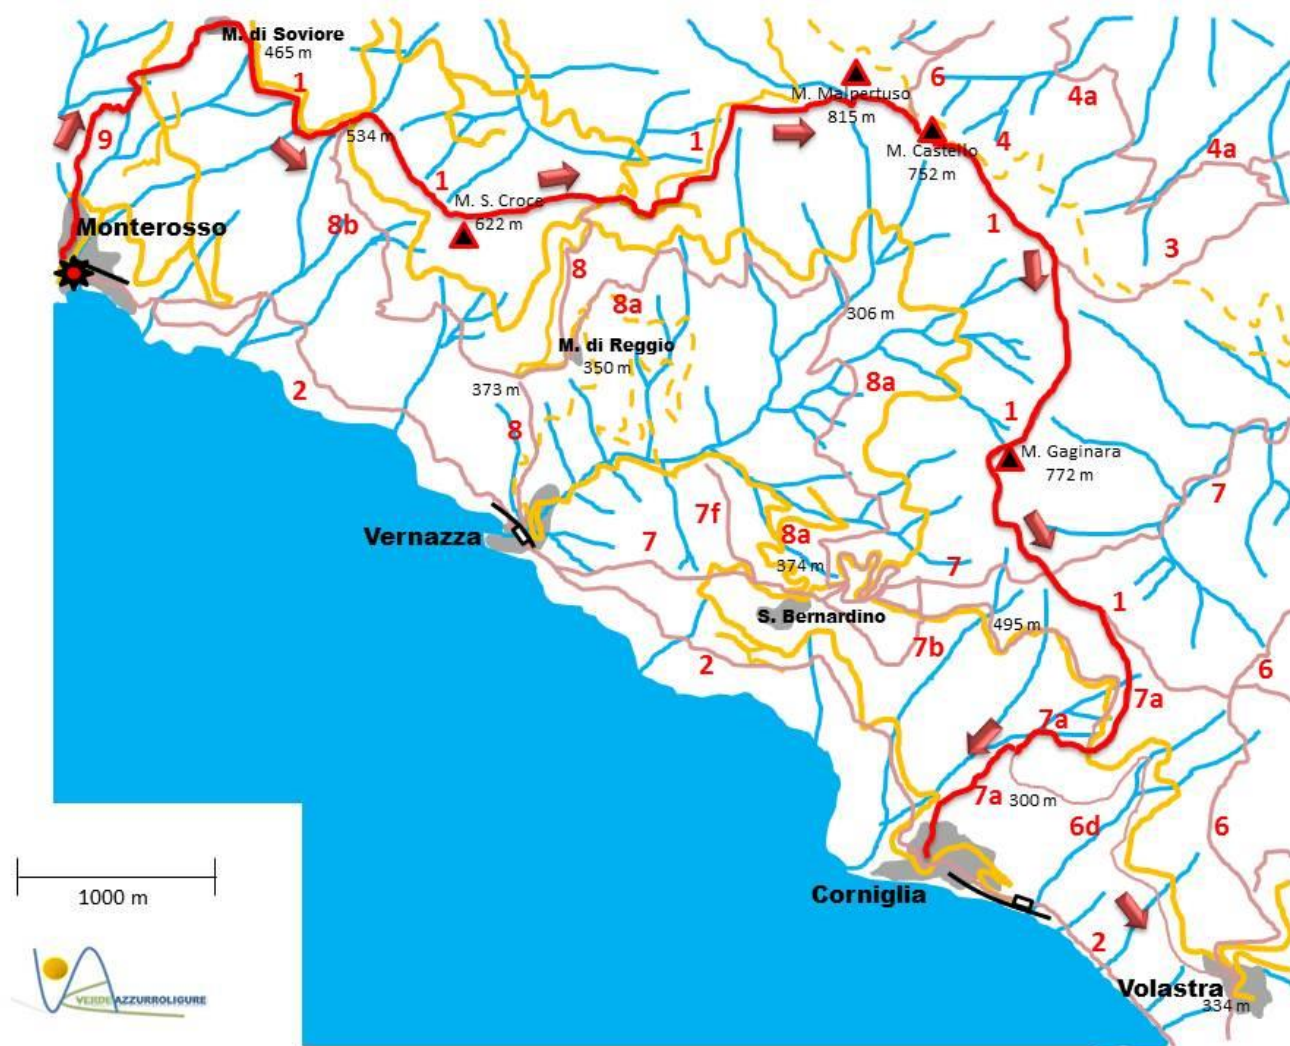 M. di Soviore
465 m
1
6
4a
M. Malpertuso
815 m
9
534 m
1
4
M. Castello
752 m
4a
1
M. S. Croce
622 m
Monterosso
8b
1
3
8
8a
306 m
M. di Reggio
350 m
2
373 m
8a
1
8
M. Gaginara
772 m
7
Vernazza
7
7f
8a
374 m
7
1
S. Bernardino
495 m
7b
2
6
7a
7a
7a
300 m
6d
6
1000 m
Corniglia
2
Volastra
334 m
VERDEAZZURROLIGURE